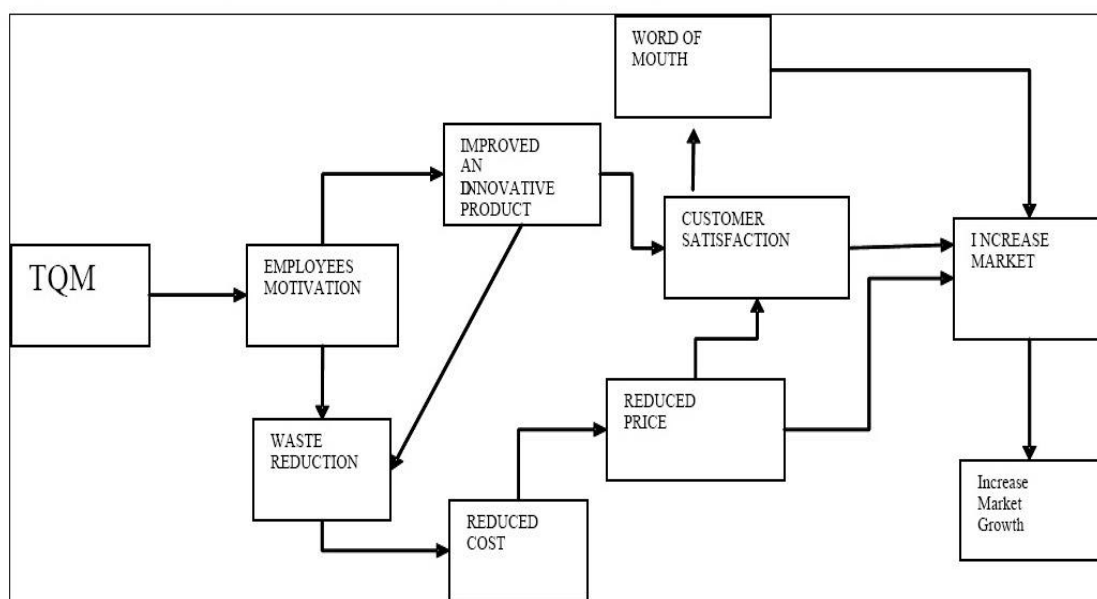 WORD OF
MOUTH
IMPROVED
AN
INNOVATIVE
PRODUCT
CUSTOMER
SATISFACTION
I NCREASE
MARKET
TQM
EMPLOYEES
MOTIVATION
REDUCED
PRICE
WASTE
REDUCTION
REDUCED
COST
Increase
Market
Growth